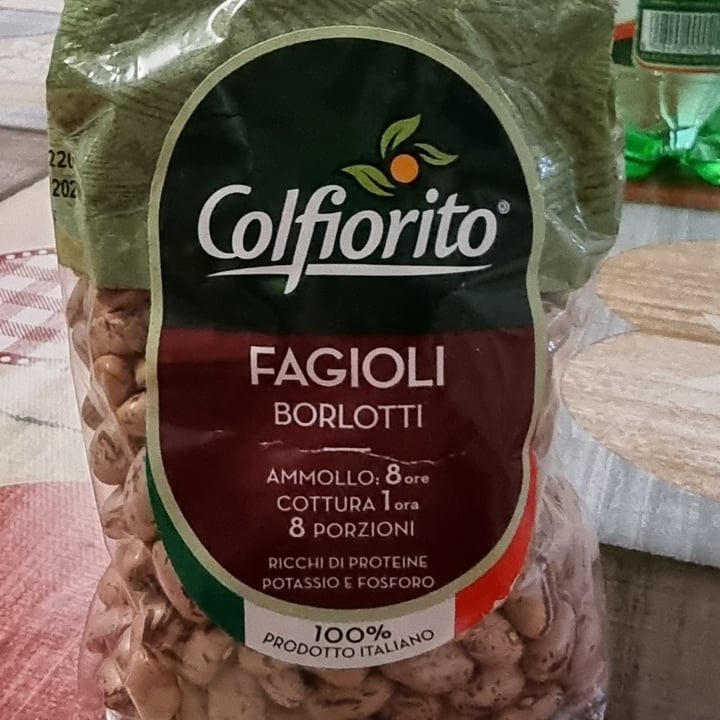 Colfiorito®
FAGIOLI
BORLOTTI
AMMOLLO: 8 ore
COTTURA 1 ora
8 PORZIONI
RICCHI DI PROTEINE
POTASSIO E FOSFORO
100%
PRODOTTO ITALIANO